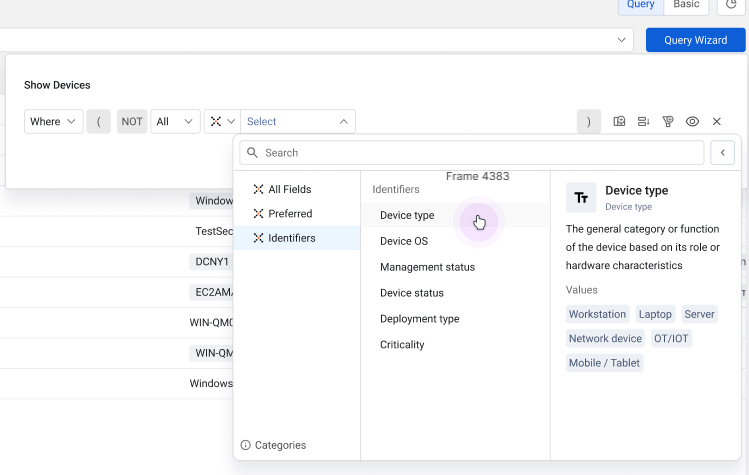 Query Basic
Query Wizard
Show Devices
Where ( NOT All Select )
Search
Frame 4383
All Fields
Preferred
Identifiers
Categories
Identifiers
Device type
Device OS
Management status
Device status
Deployment type
Criticality
Device type
Device type
The general category or function
of the device based on its role or
hardware characteristics
Values
Workstation Laptop Server
Network device OT/IOT
Mobile / Tablet
Window
TestSec
DCNY1
EC2AMA
WIN-QM
WIN-QM
Windows